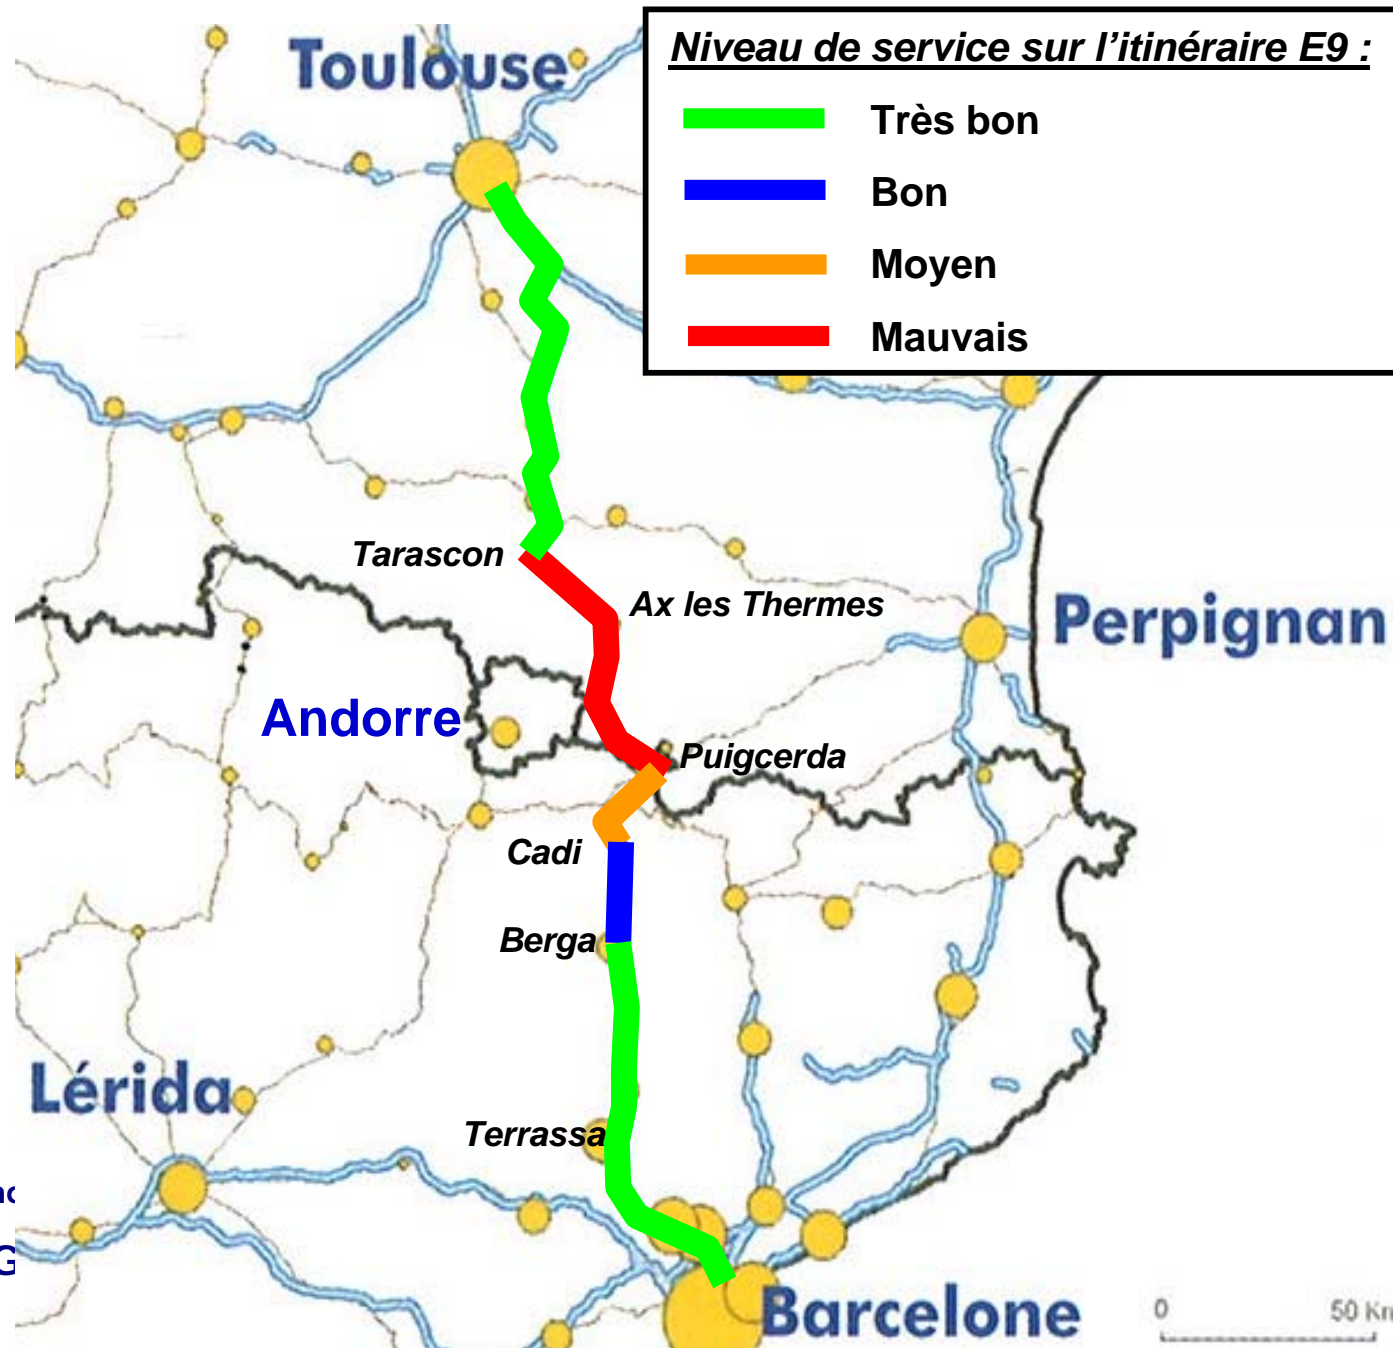 Toulouse
Niveau de service sur l’itinéraire E9 :
Très bon
Bon
Moyen
Mauvais
Tarascon
Ax les Thermes
Perpignan
Andorre
Puigcerda
Cadi
Berga
Lérida
Terrassa
G
Barcelone
0 50 Km